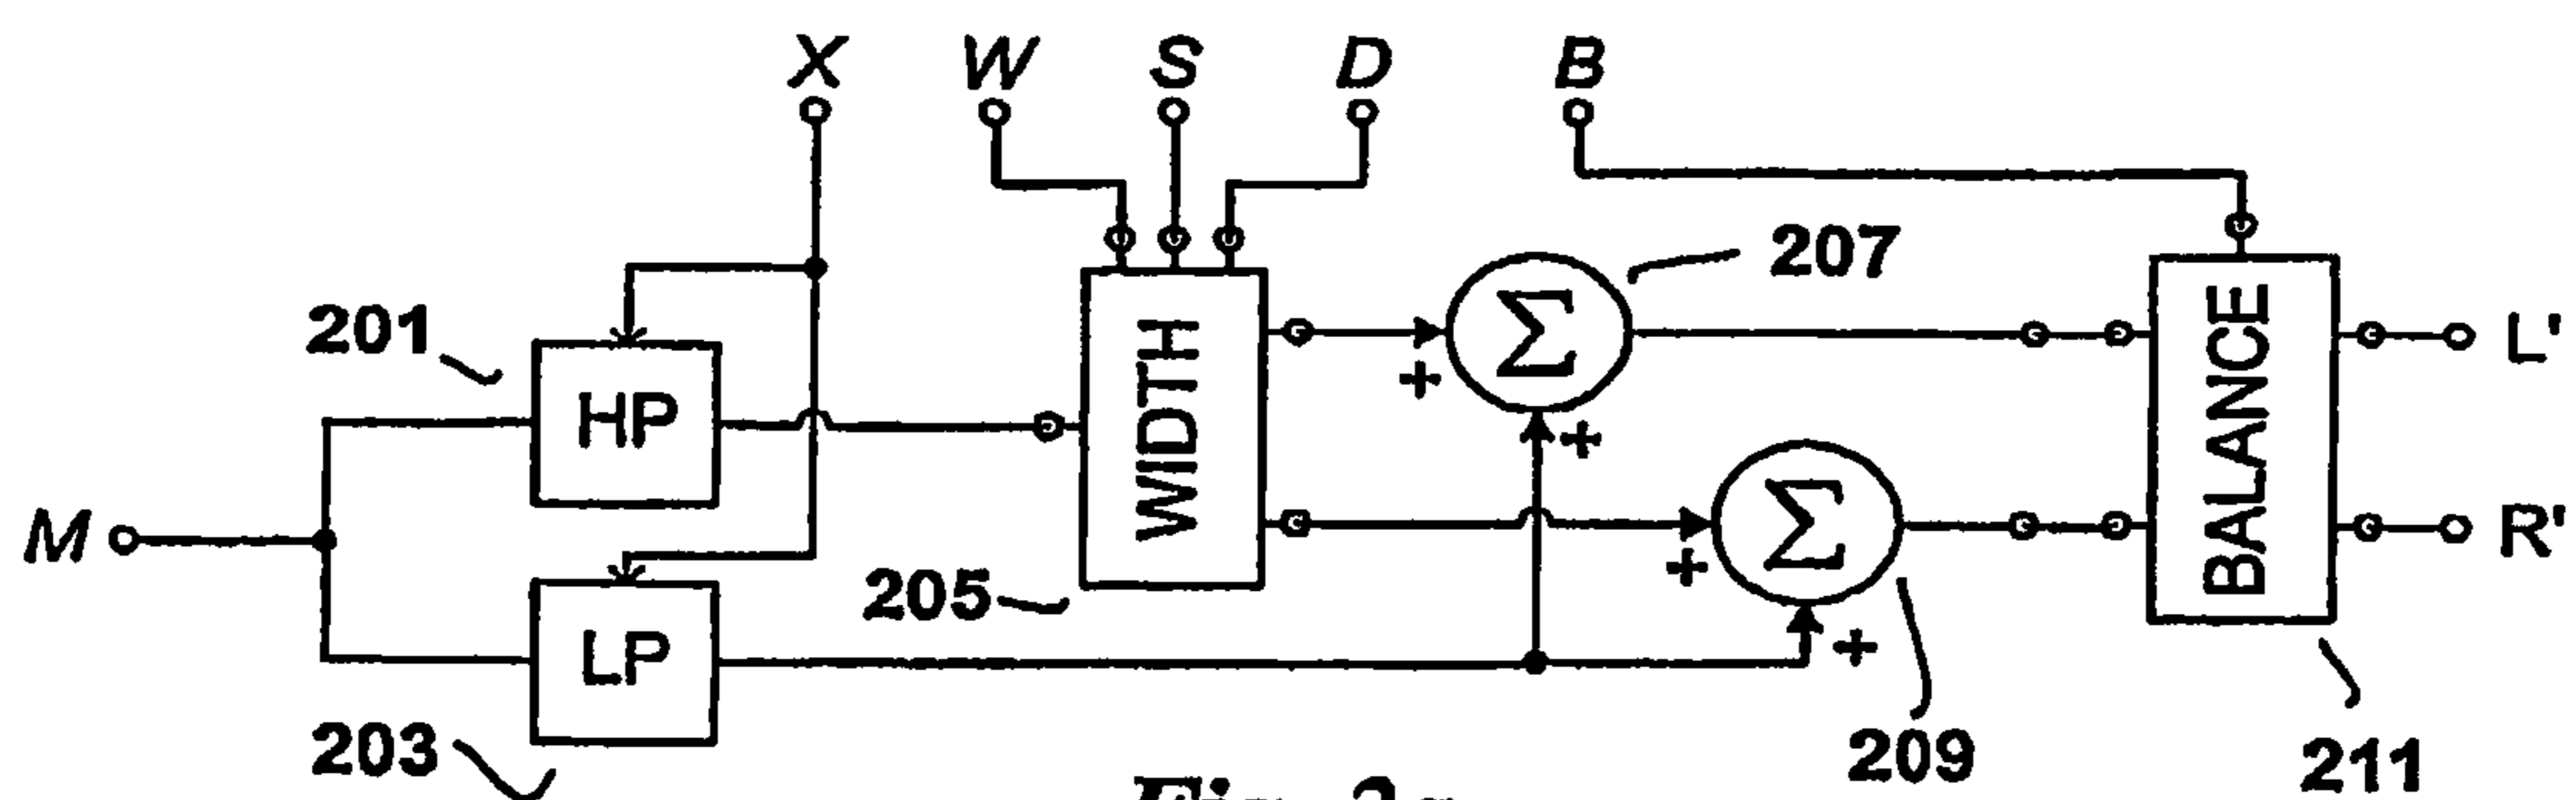 X W S D B
207
201
HP
WIDTH
Σ
BALANCE
L'
M
Σ
R'
205
LP
203
209
211